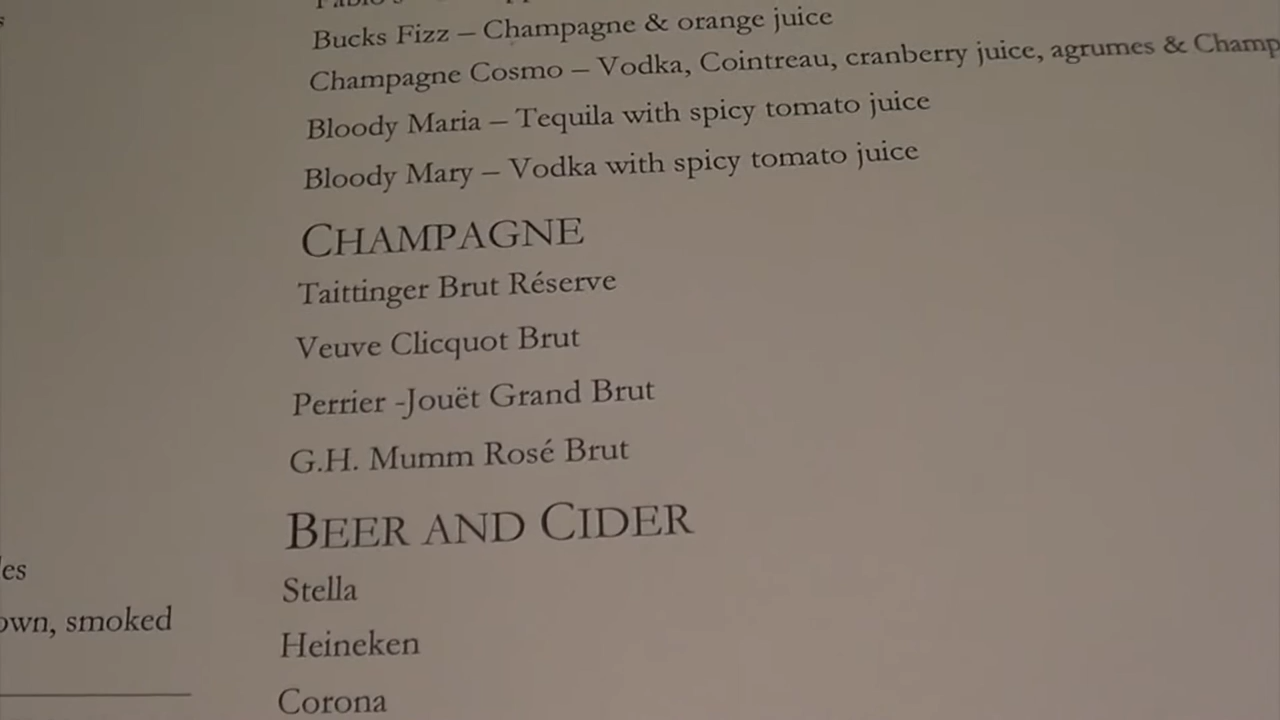 Bucks Fizz – Champagne & orange juice
Champagne Cosmo – Vodka, Cointreau, cranberry juice, agrumes & Champ
Bloody Maria – Tequila with spicy tomato juice
Bloody Mary – Vodka with spicy tomato juice
CHAMPAGNE
Taittinger Brut Réserve
Veuve Clicquot Brut
Perrier -Jouët Grand Brut
G.H. Mumm Rosé Brut
BEER AND CIDER
Stella
Heineken
Corona
es
own, smoked